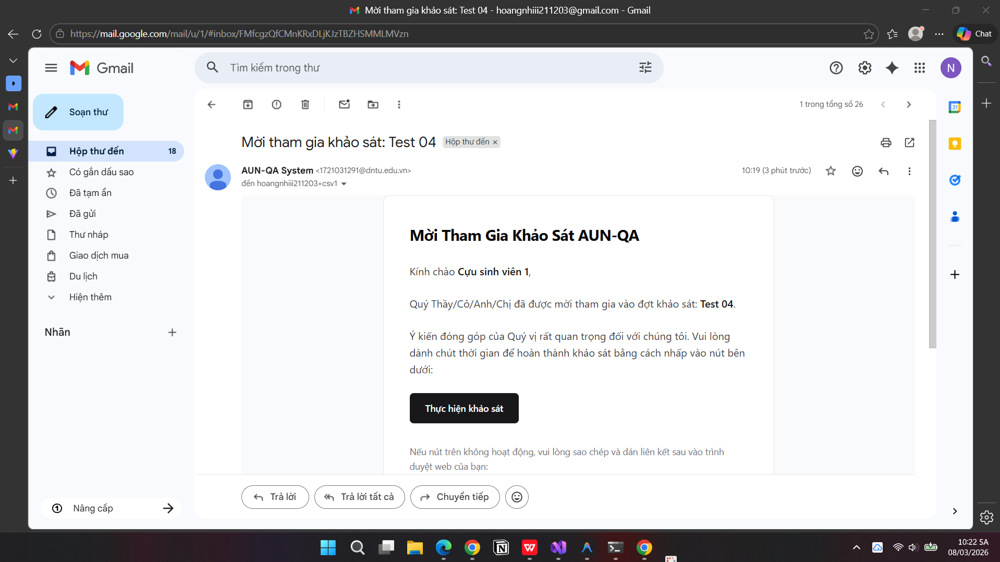 Mời tham gia khảo sát: Test 04 - hoangnhiii211203@gmail.com - Gmail
https://mail.google.com/mail/u/1/#inbox/FMfcgzQfCMnKRxDLjKJzTBZHSMMLMVzn
Chat
Gmail
Tìm kiếm trong thư
N
Soạn thư
1 trong tổng số 26
31
Hộp thư đến 18
Có gắn dấu sao
Đã tạm ẩn
Đã gửi
Thư nháp
Giao dịch mua
Du lịch
Hiện thêm
Nhãn
Nâng cấp
Mời tham gia khảo sát: Test 04
Hộp thư đến
AUN-QA System <1721031291@dntu.edu.vn>
10:19 (3 phút trước)
đến hoangnhiii211203+csv1
Mời Tham Gia Khảo Sát AUN-QA
Kính chào Cựu sinh viên 1,
Quý Thầy/Cô/Anh/Chị đã được mời tham gia vào đợt khảo sát: Test 04.
Ý kiến đóng góp của Quý vị rất quan trọng đối với chúng tôi. Vui lòng
dành chút thời gian để hoàn thành khảo sát bằng cách nhấp vào nút bên
dưới:
Thực hiện khảo sát
Nếu nút trên không hoạt động, vui lòng sao chép và dán liên kết sau vào trình
duyệt web của bạn:
Trả lời
Trả lời tất cả
Chuyển tiếp
10:22 SA
08/03/2026